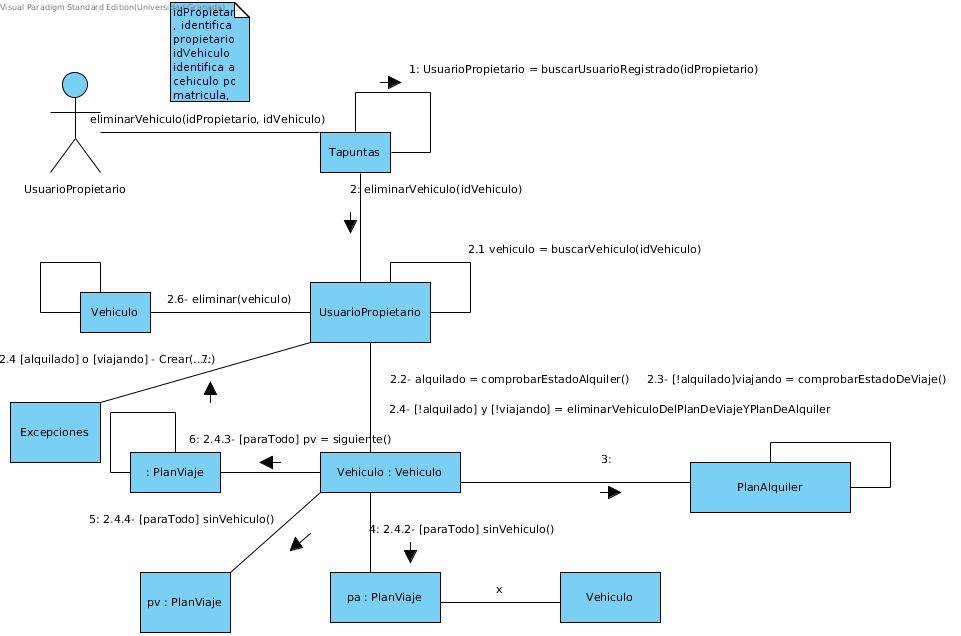 Visual Paradigm Standard Edition(Universidad Granada)
idPropietar
, identifica
propietario
idVehiculo
identifica a
cehiculo po
matricula,
1: UsuarioPropietario = buscarUsuarioRegistrado(idPropietario)
eliminarVehiculo(idPropietario, idVehiculo)
Tapuntas
UsuarioPropietario
2: eliminarVehiculo(idVehiculo)
2.1 vehiculo = buscarVehiculo(idVehiculo)
2.6- eliminar(vehiculo)
Vehiculo
UsuarioPropietario
2.4 [alquilado] o [viajando] - Crear(...)
7:
2.2- alquilado = comprobarEstadoAlquiler()
2.3- [!alquilado]viajando = comprobarEstadoDeViaje()
2.4- [!alquilado] y [!viajando] = eliminarVehiculoDelPlanDeViajeYPlanDeAlquiler
Excepciones
6: 2.4.3- [paraTodo] pv = siguiente()
: PlanViaje
Vehiculo : Vehiculo
3:
PlanAlquiler
5: 2.4.4- [paraTodo] sinVehiculo()
4: 2.4.2- [paraTodo] sinVehiculo()
pv : PlanViaje
pa : PlanViaje
x
Vehiculo